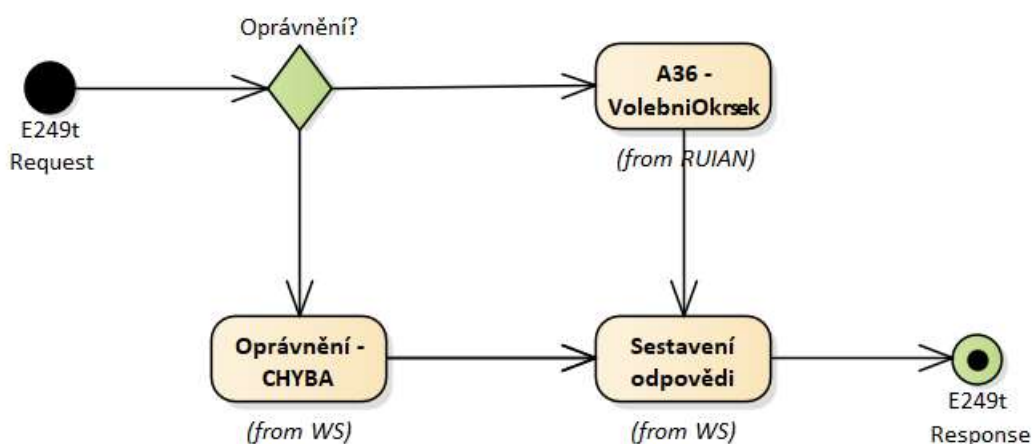 Oprávnění?
E249t
Request
A36 -
VolebniOkrsek
(from RUIAN)
Oprávnění -
CHYBA
(from WS)
Sestavení
odpovědi
(from WS)
E249t
Response